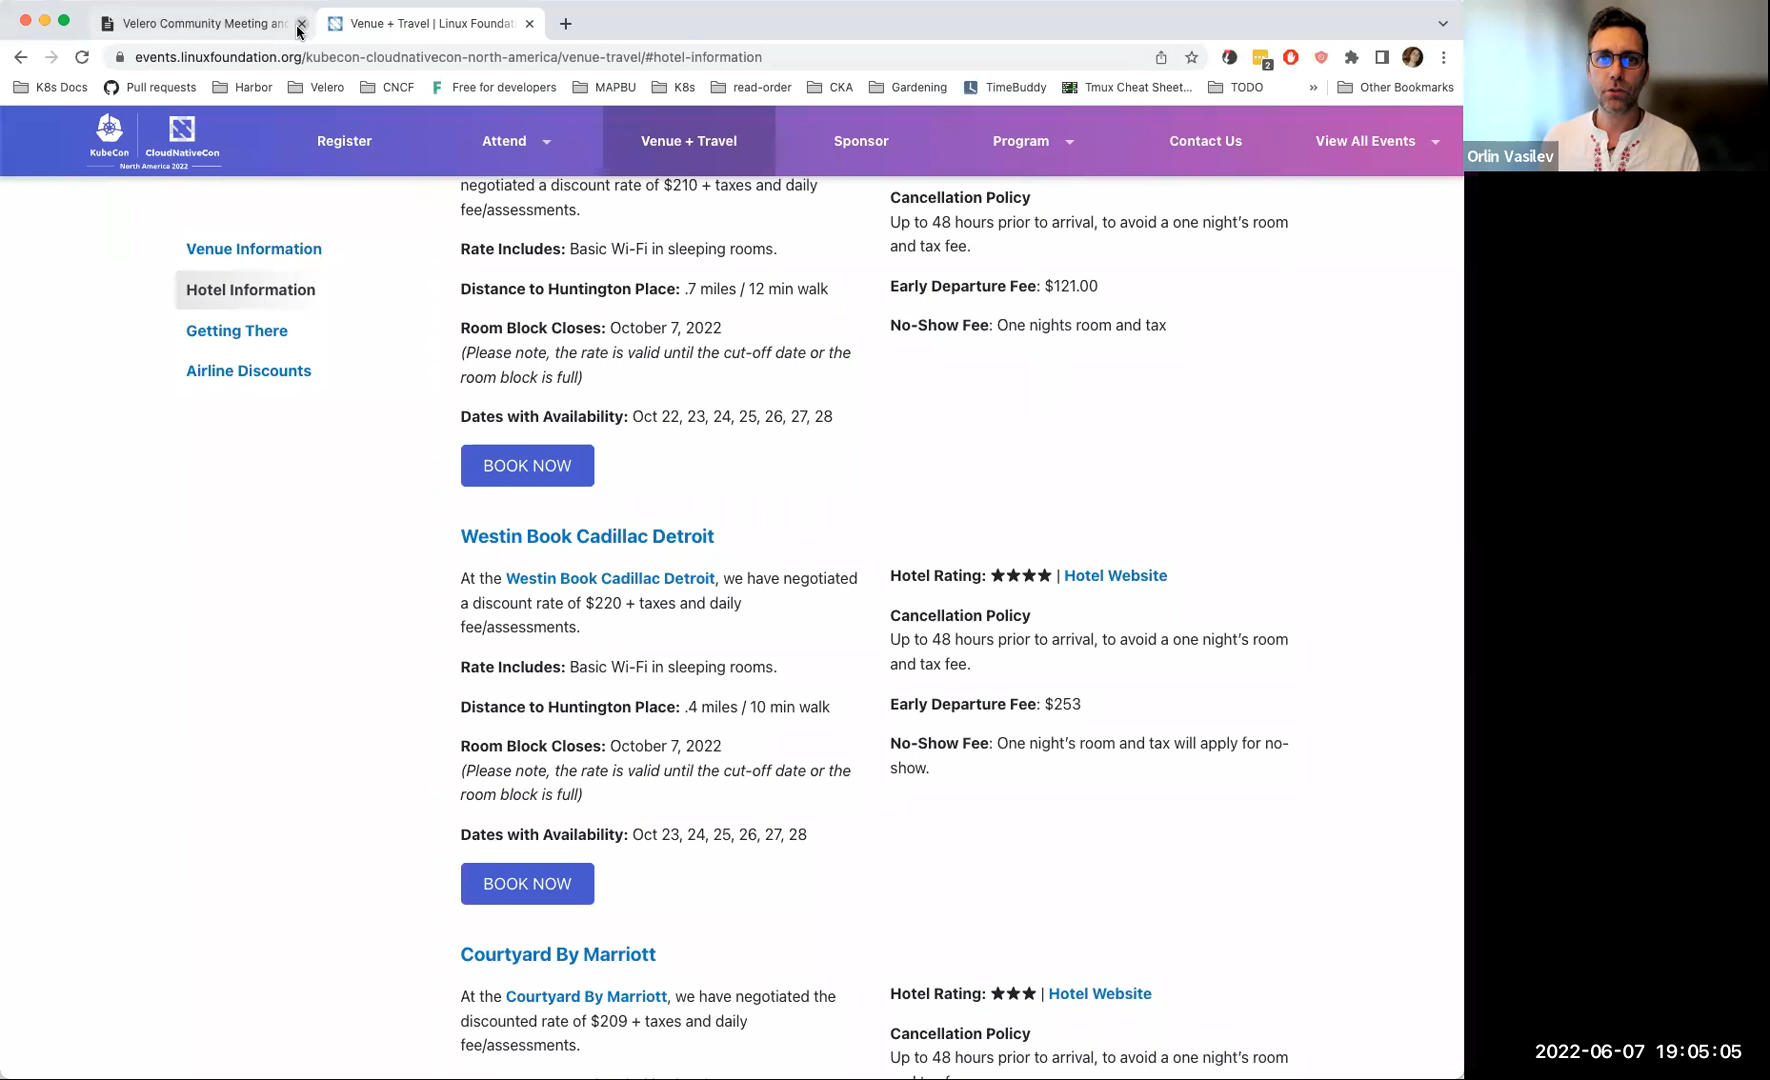 Velero Community Meeting and
Venue + Travel | Linux Foundat
events.linuxfoundation.org/kubecon-cloudnativecon-north-america/venue-travel/#hotel-information
2
K8s Docs
Pull requests
Harbor
Velero
CNCF
Free for developers
MAPBU
K8s
read-order
CKA
Gardening
TimeBuddy
Tmux Cheat Sheet...
TODO
»
Other Bookmarks
KubeCon
CloudNativeCon
North America 2022
Register
Attend
Venue + Travel
Sponsor
Program
Contact Us
View All Events
Orlin Vasilev
Venue Information
Hotel Information
Getting There
Airline Discounts
negotiated a discount rate of $210 + taxes and daily
fee/assessments.
Rate Includes: Basic Wi-Fi in sleeping rooms.
Distance to Huntington Place: .7 miles / 12 min walk
Room Block Closes: October 7, 2022
(Please note, the rate is valid until the cut-off date or the
room block is full)
Dates with Availability: Oct 22, 23, 24, 25, 26, 27, 28
BOOK NOW
Cancellation Policy
Up to 48 hours prior to arrival, to avoid a one night's room
and tax fee.
Early Departure Fee: $121.00
No-Show Fee: One nights room and tax
Westin Book Cadillac Detroit
At the Westin Book Cadillac Detroit, we have negotiated
a discount rate of $220 + taxes and daily
fee/assessments.
Rate Includes: Basic Wi-Fi in sleeping rooms.
Distance to Huntington Place: .4 miles / 10 min walk
Room Block Closes: October 7, 2022
(Please note, the rate is valid until the cut-off date or the
room block is full)
Dates with Availability: Oct 23, 24, 25, 26, 27, 28
BOOK NOW
Hotel Rating: ★★★★ | Hotel Website
Cancellation Policy
Up to 48 hours prior to arrival, to avoid a one night's room
and tax fee.
Early Departure Fee: $253
No-Show Fee: One night's room and tax will apply for no-
show.
Courtyard By Marriott
At the Courtyard By Marriott, we have negotiated the
discounted rate of $209 + taxes and daily
fee/assessments.
Hotel Rating: ★★★ | Hotel Website
Cancellation Policy
Up to 48 hours prior to arrival, to avoid a one night's room
2022-06-07 19:05:05